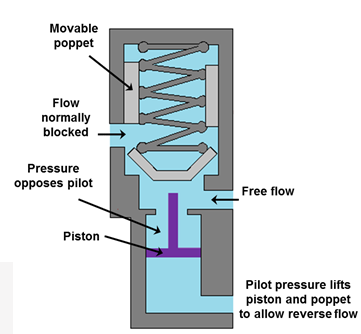 Movable
poppet
Flow
normally
blocked
Pressure
opposes pilot
Free flow
Piston
Pilot pressure lifts
piston and poppet
to allow reverse flow